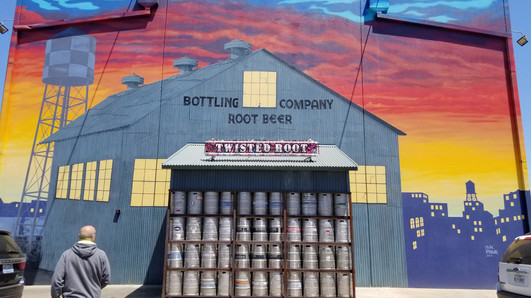 BOTTLING COMPANY
ROOT BEER
TWISTED ROOT